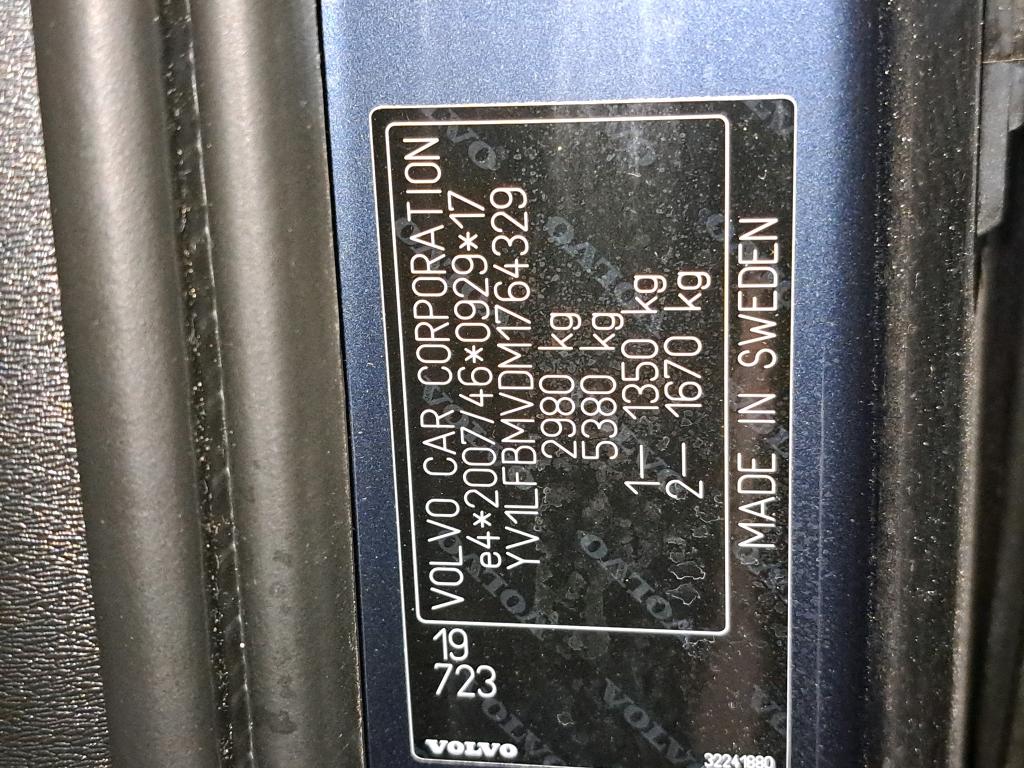 VOLVO CAR CORPORATION
e4*2007/46*0929*17
YV1LFBMVDM1764329
2980 kg
5380 kg
1– 1350 kg
2– 1670 kg
MADE IN SWEDEN
19
723
VOLVO
32241880